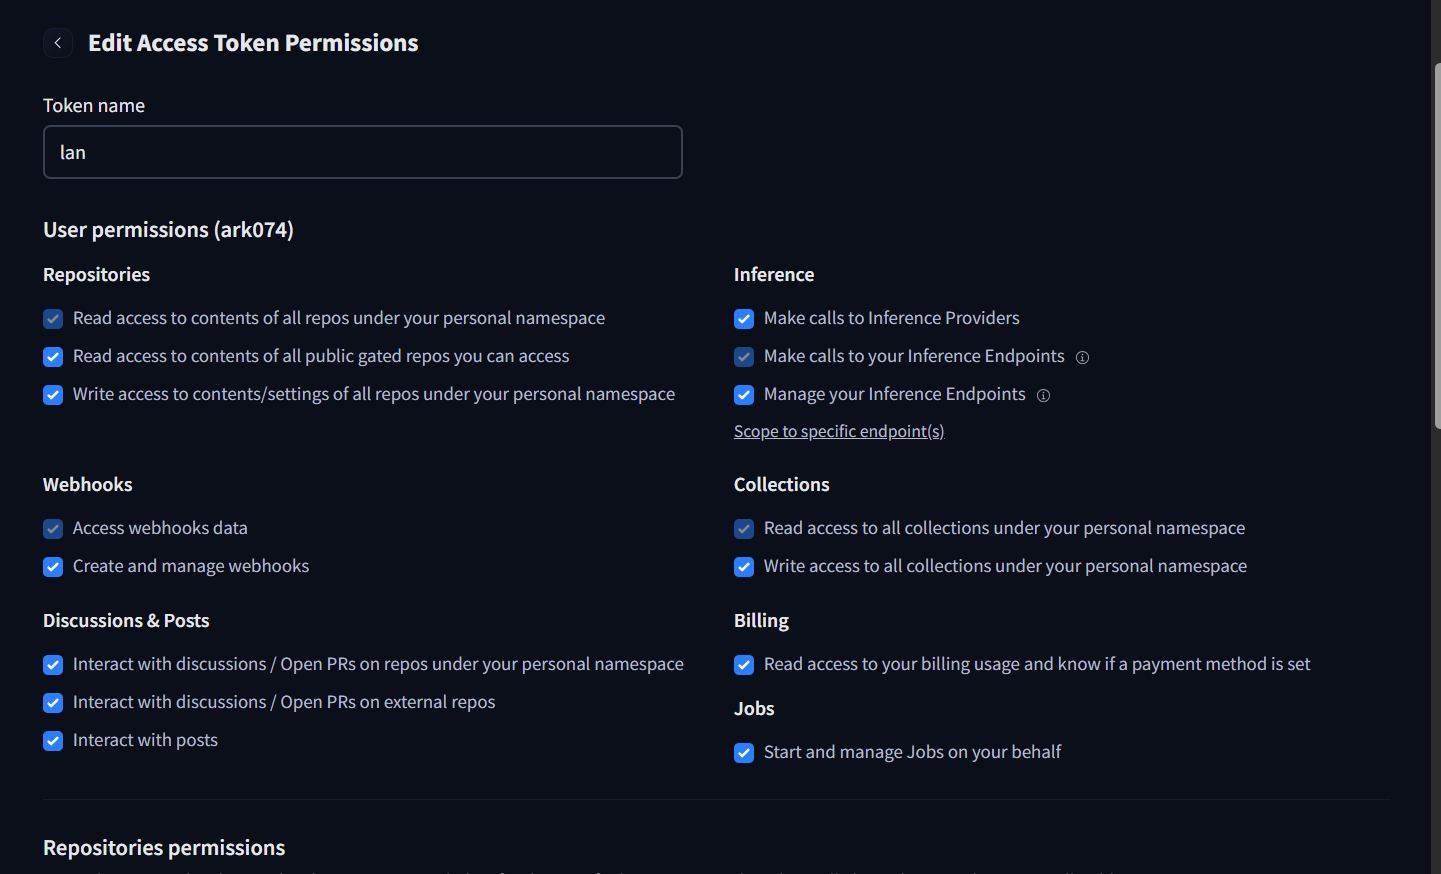 Edit Access Token Permissions
Token name
lan
User permissions (ark074)
Repositories
Read access to contents of all repos under your personal namespace
Read access to contents of all public gated repos you can access
Write access to contents/settings of all repos under your personal namespace
Inference
Make calls to Inference Providers
Make calls to your Inference Endpoints
Manage your Inference Endpoints
Scope to specific endpoint(s)
Webhooks
Access webhooks data
Create and manage webhooks
Collections
Read access to all collections under your personal namespace
Write access to all collections under your personal namespace
Discussions & Posts
Interact with discussions / Open PRs on repos under your personal namespace
Interact with discussions / Open PRs on external repos
Interact with posts
Billing
Read access to your billing usage and know if a payment method is set
Jobs
Start and manage Jobs on your behalf
Repositories permissions